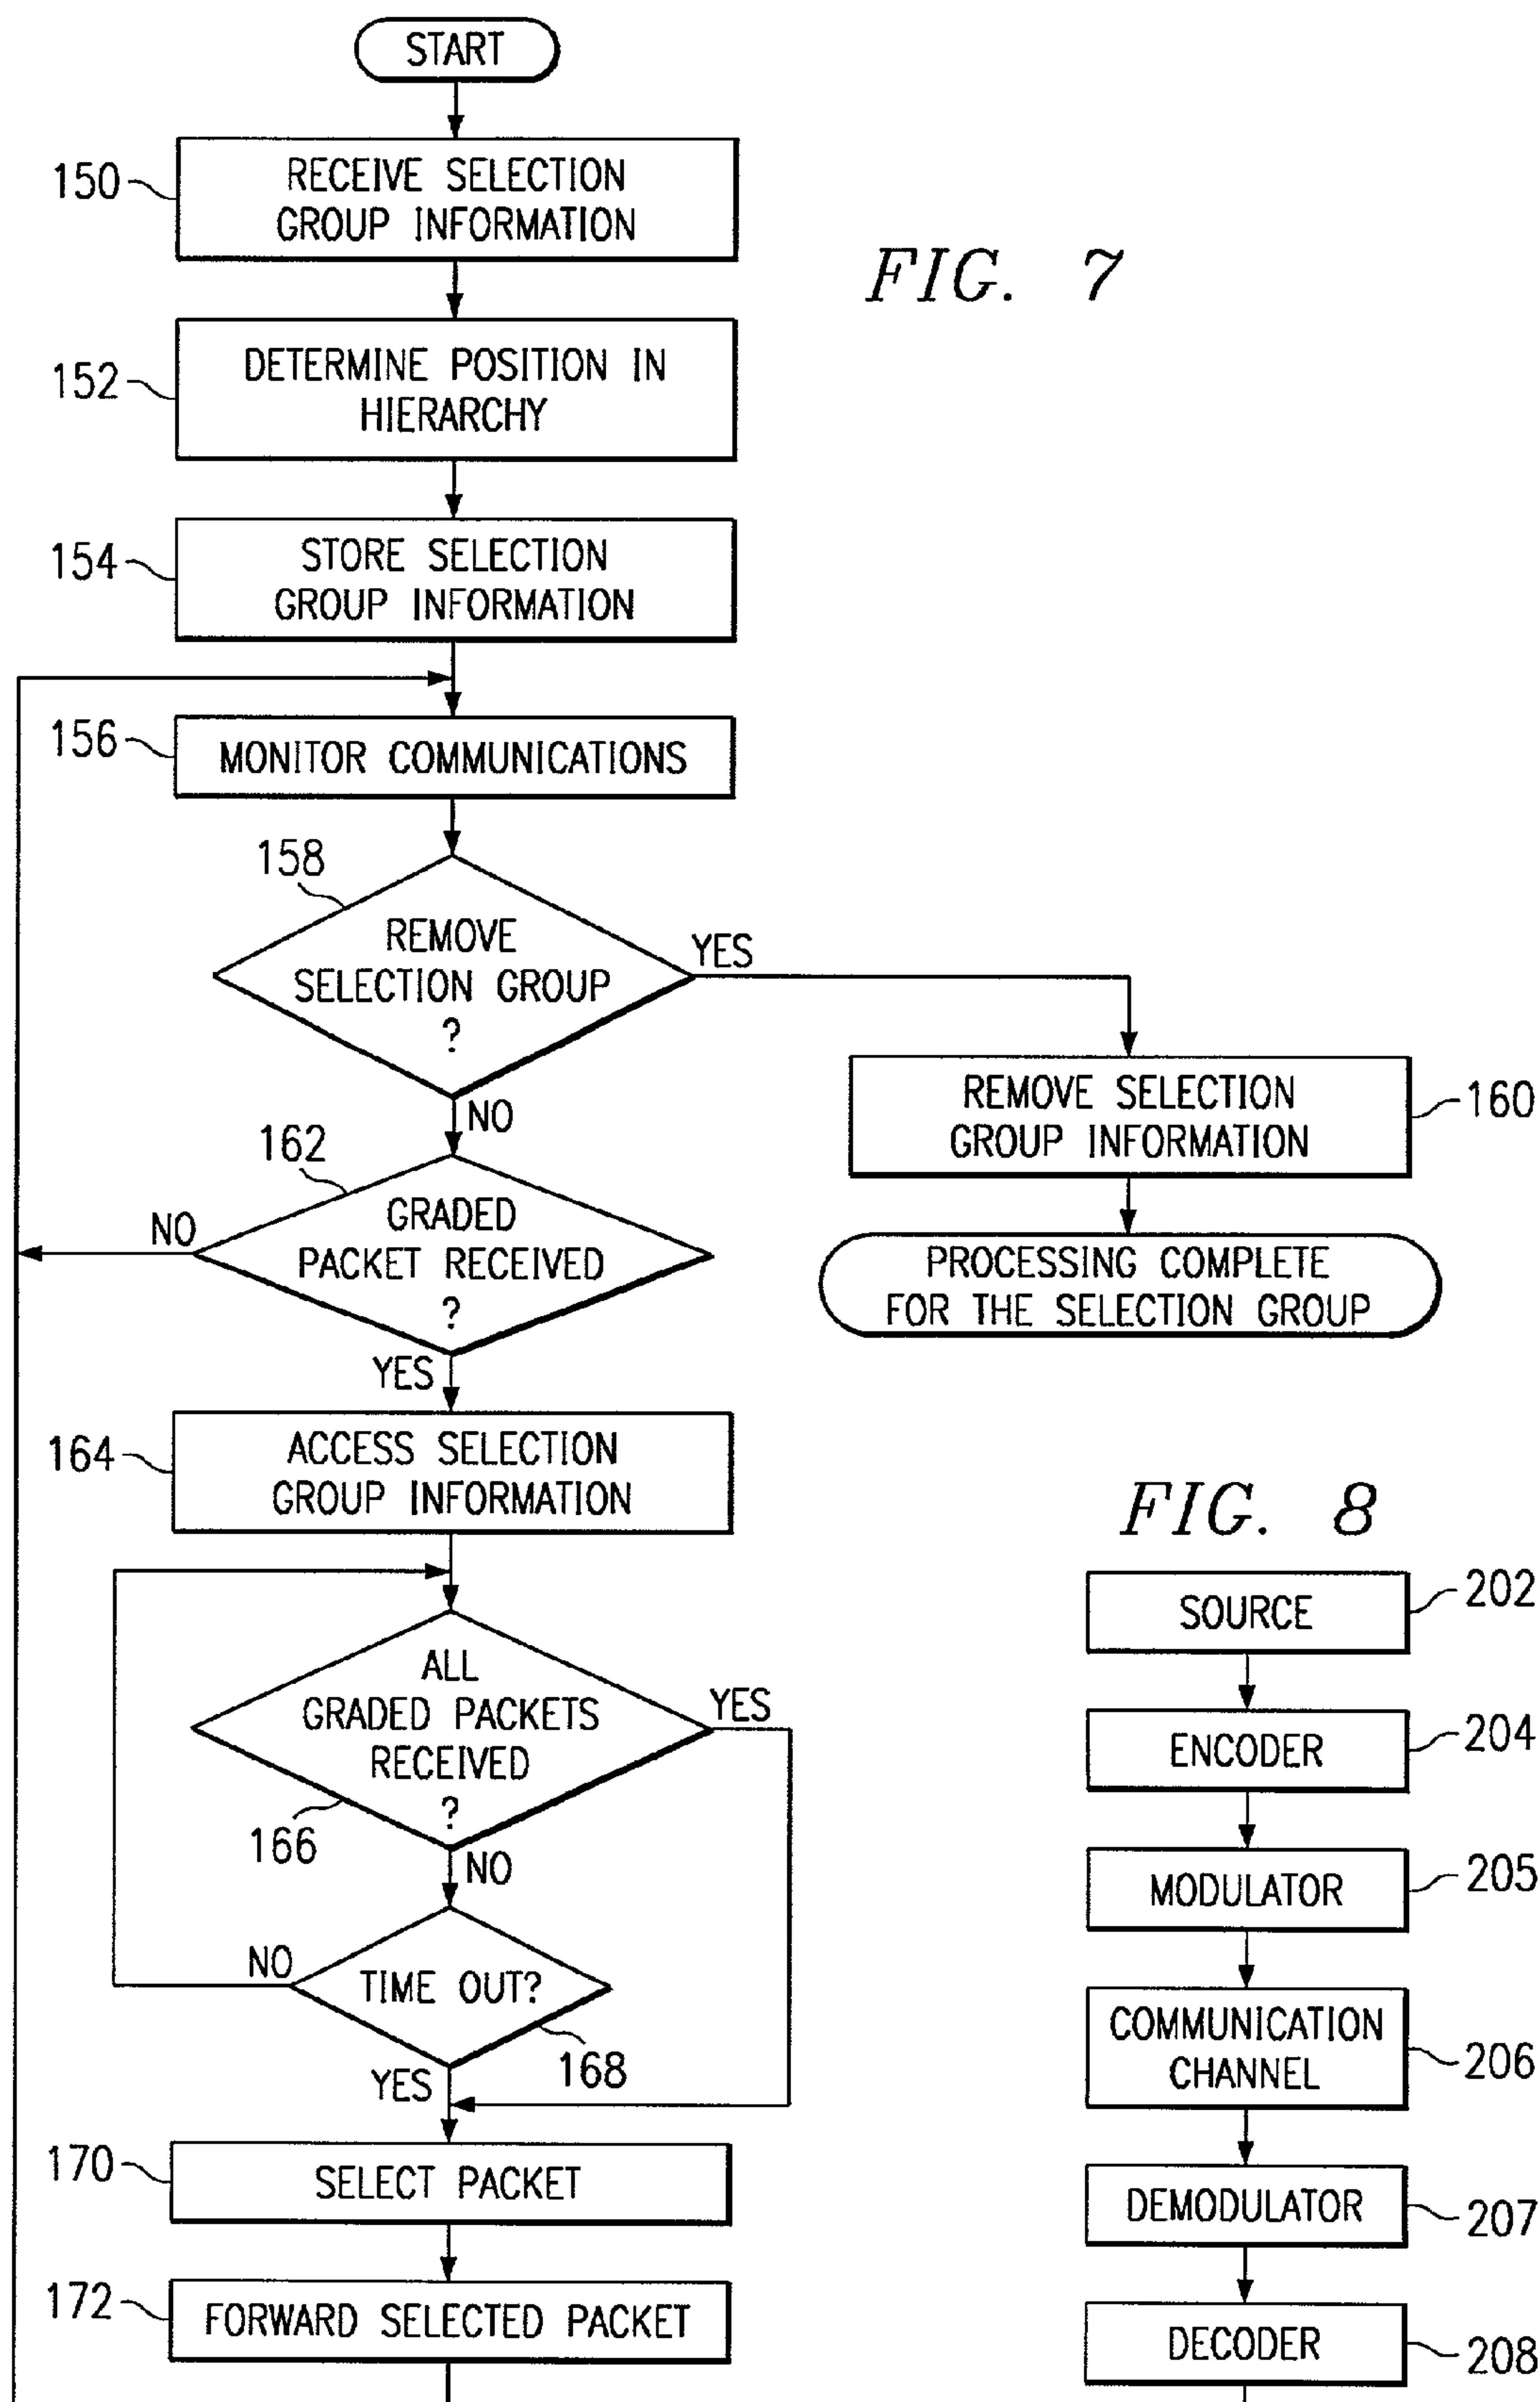 START
150
RECEIVE SELECTION
GROUP INFORMATION
FIG. 7
152
DETERMINE POSITION IN
HIERARCHY
154
STORE SELECTION
GROUP INFORMATION
156
MONITOR COMMUNICATIONS
158
REMOVE
SELECTION GROUP
?
YES
NO
REMOVE SELECTION
GROUP INFORMATION
160
PROCESSING COMPLETE
FOR THE SELECTION GROUP
162
GRADED
PACKET RECEIVED
?
NO
YES
164
ACCESS SELECTION
GROUP INFORMATION
ALL
GRADED PACKETS
RECEIVED
?
YES
166
NO
TIME OUT?
NO
168
YES
170
SELECT PACKET
172
FORWARD SELECTED PACKET
FIG. 8
SOURCE
202
ENCODER
204
MODULATOR
205
COMMUNICATION
CHANNEL
206
DEMODULATOR
207
DECODER
208